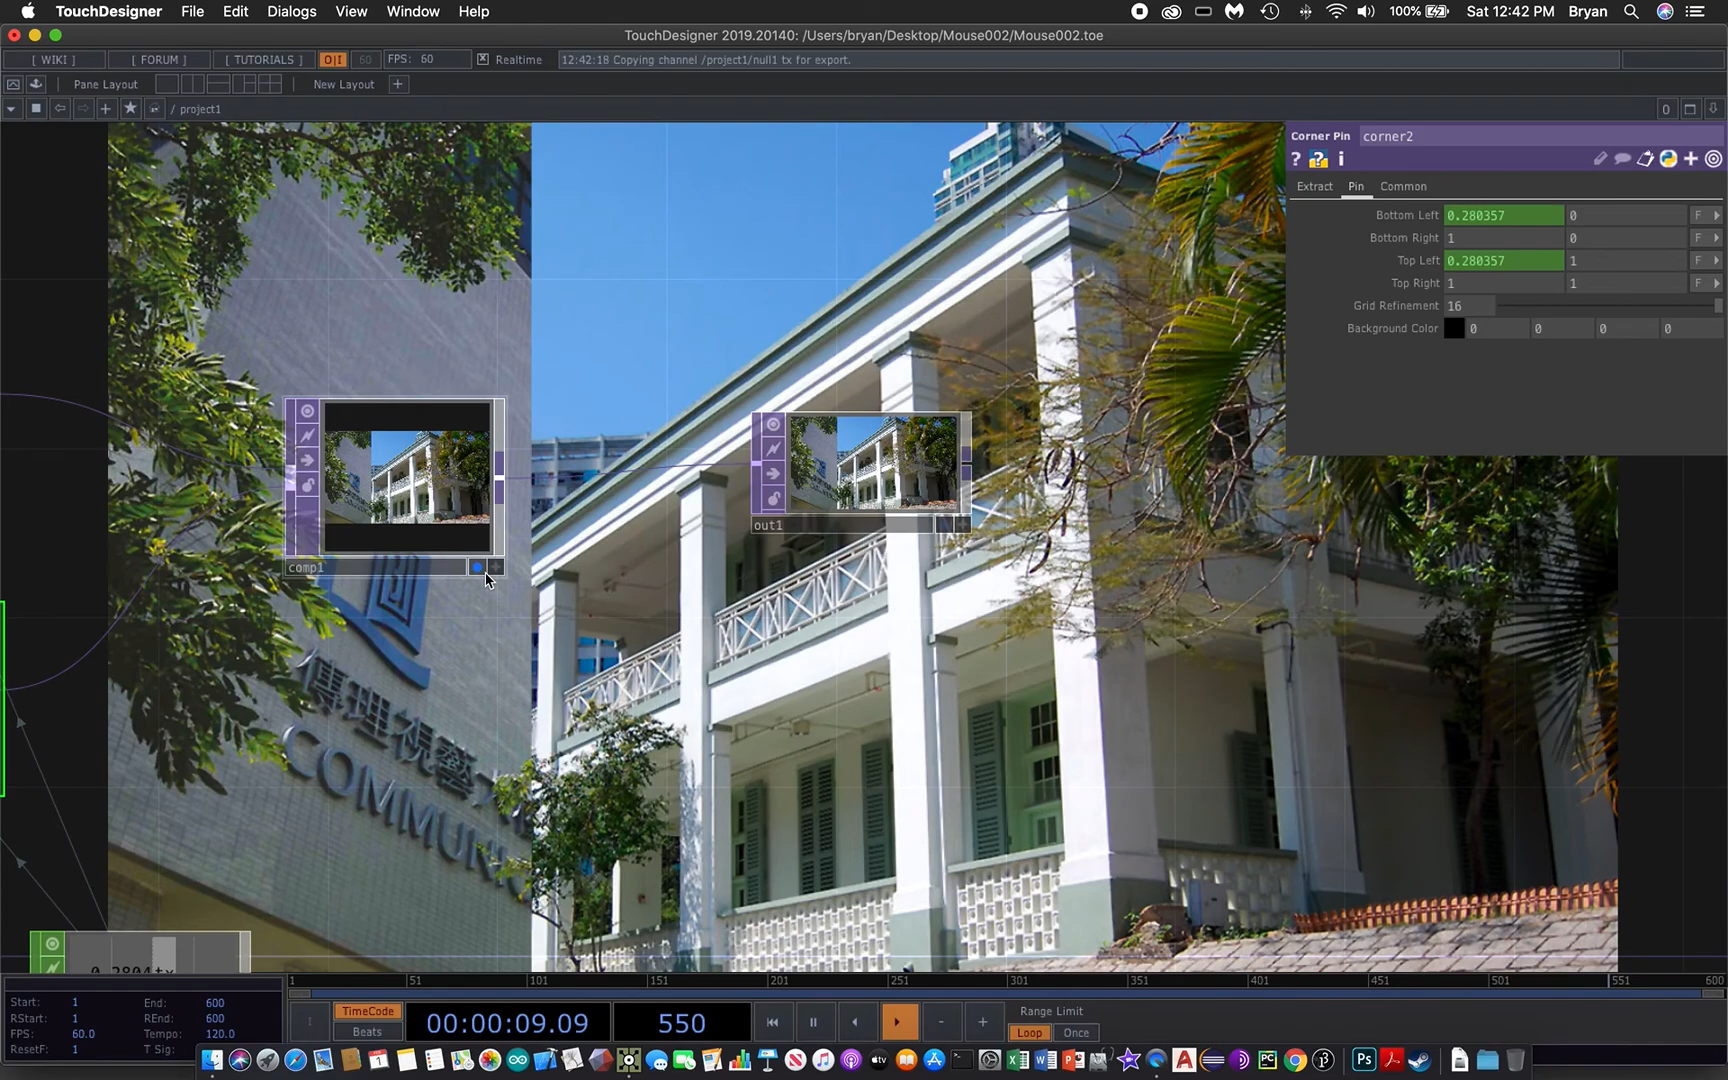 TouchDesigner File Edit Dialogs View Window Help 100% Sat 12:42 PM Bryan
TouchDesigner 2019.20140: /Users/bryan/Desktop/Mouse002/Mouse002.toe
[ WIKI ] [ FORUM ] [ TUTORIALS ] O|I 60 FPS: 60 Realtime 12:42:18 Copying channel /project1/null1 tx for export.
Pane Layout New Layout +
/ project1 0
Corner Pin corner2
Extract Pin Common
Bottom Left 0.280357 0 F
Bottom Right 1 0 F
Top Left 0.280357 1 F
Top Right 1 1 F
Grid Refinement 16
Background Color 0 0 0 0
out1
comp1
傳理視藝大
COMMUNIC
0.2804tx
1 51 101 151 201 251 301 351 401 451 501 551 600
Start: 1 End: 600
RStart: 1 REnd: 600
FPS: 60.0 Tempo: 120.0
ResetF: 1 T Sig:
TimeCode
Beats
00:00:09.09
550
- +
Range Limit
Loop Once